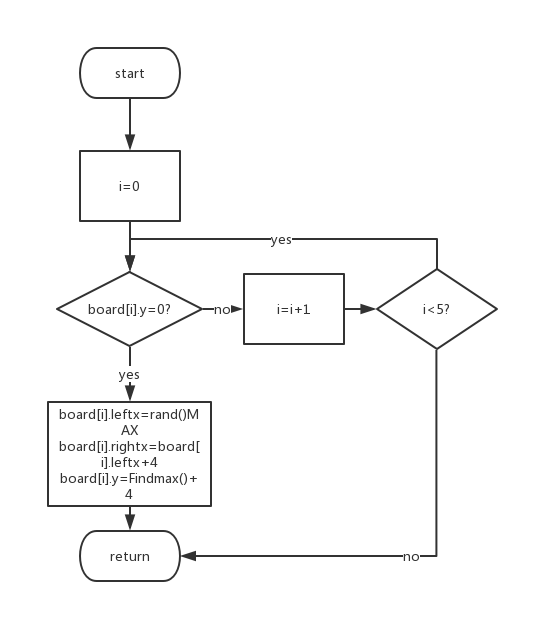 start
i=0
yes
board[i].y=0?
no
i=i+1
i<5?
yes
board[i].leftx=rand()M
AX
board[i].rightx=board[
i].leftx+4
board[i].y=Findmax()+
4
return
no